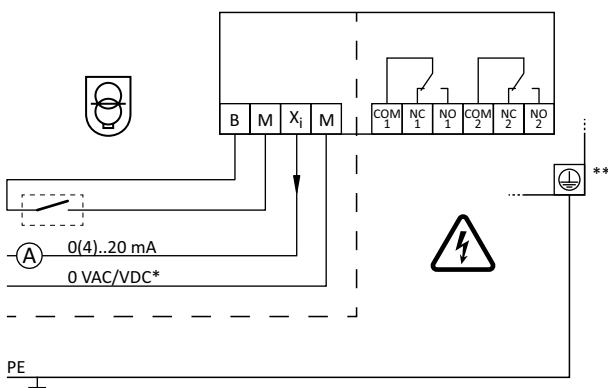 B M Xi M COM 1 NC 1 NO 1 COM 2 NC 2 NO 2
**
A 0(4)..20 mA
0 VAC/VDC*
PE